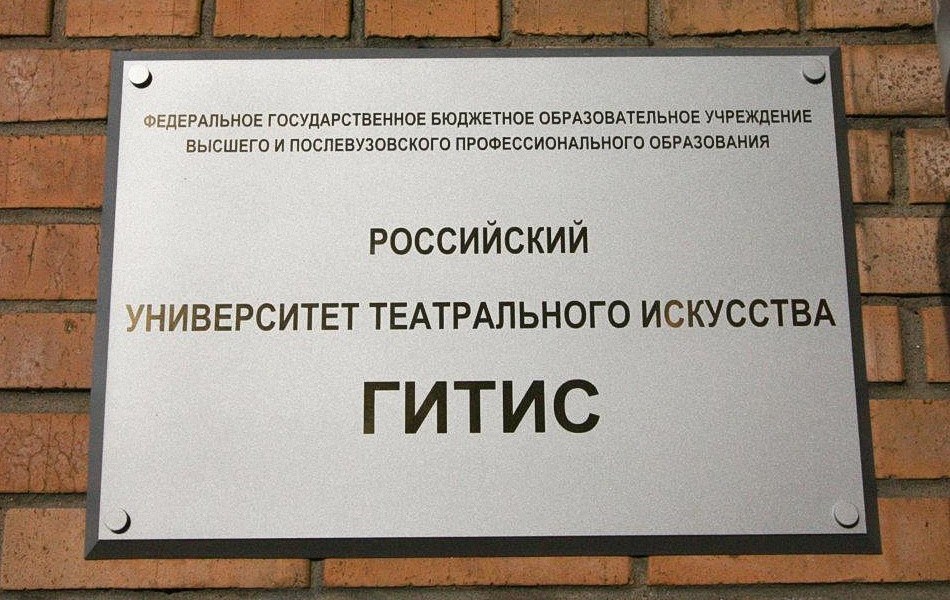 ФЕДЕРАЛЬНОЕ ГОСУДАРСТВЕННОЕ БЮДЖЕТНОЕ ОБРАЗОВАТЕЛЬНОЕ УЧРЕЖДЕНИЕ
ВЫСШЕГО И ПОСЛЕВУЗОВСКОГО ПРОФЕССИОНАЛЬНОГО ОБРАЗОВАНИЯ
РОССИЙСКИЙ
УНИВЕРСИТЕТ ТЕАТРАЛЬНОГО ИСКУССТВА
ГИТИС